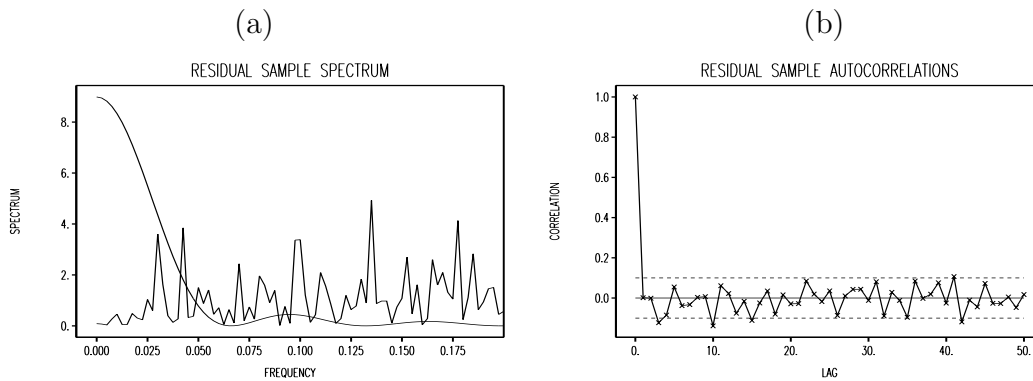 (a)
RESIDUAL SAMPLE SPECTRUM
SPECTRUM
8.
6.
4.
2.
0.
0.000 0.025 0.050 0.075 0.100 0.125 0.150 0.175
FREQUENCY
(b)
RESIDUAL SAMPLE AUTOCORRELATIONS
CORRELATION
1.0
0.8
0.6
0.4
0.2
0.0
0. 10. 20. 30. 40. 50.
LAG